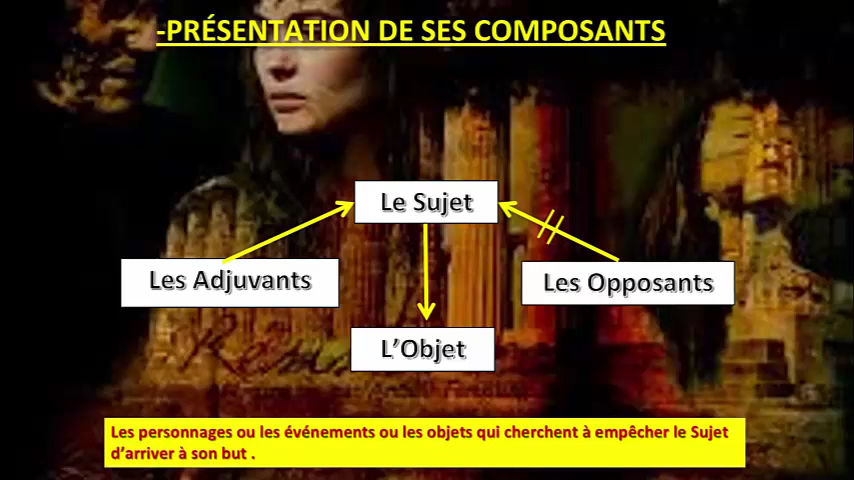 -PRÉSENTATION DE SES COMPOSANTS
Le Sujet
Les Adjuvants
Les Opposants
L'Objet
Les personnages ou les événements ou les objets qui cherchent à empêcher le Sujet
d'arriver à son but .